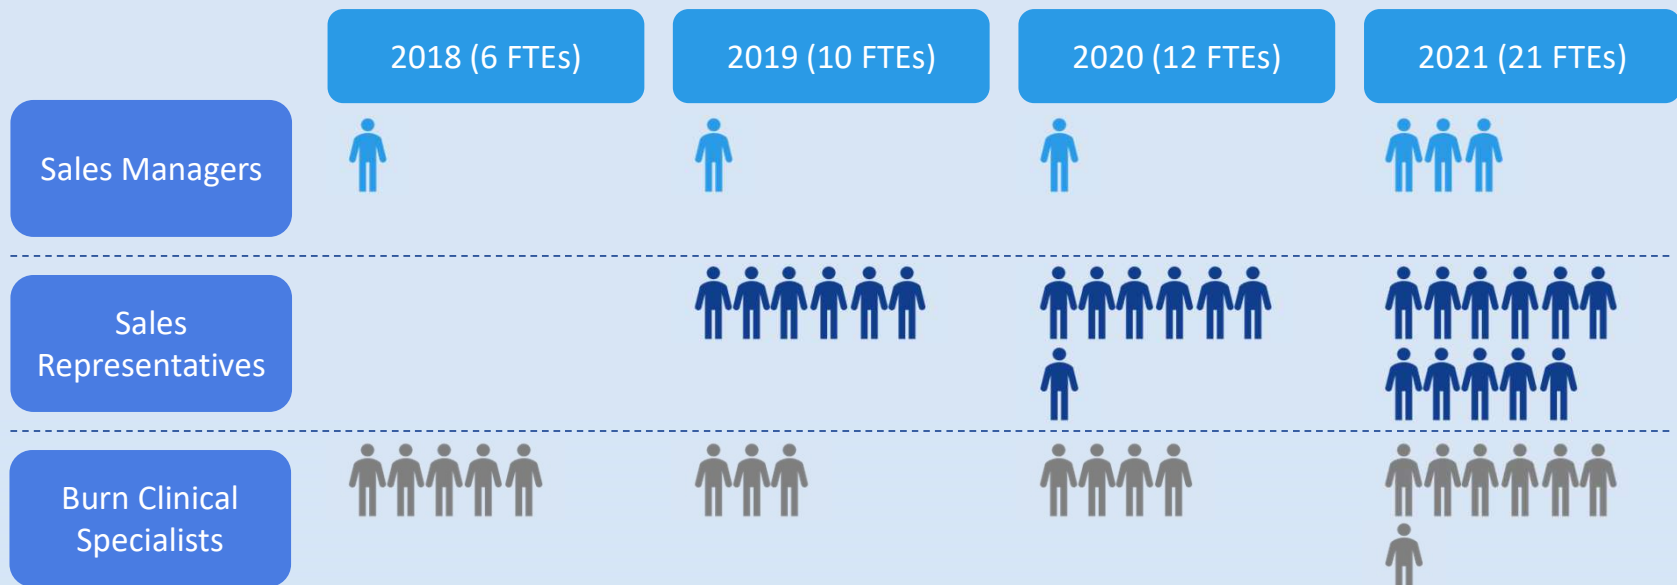 2018 (6 FTEs)
2019 (10 FTEs)
2020 (12 FTEs)
2021 (21 FTEs)
Sales Managers
Sales
Representatives
Burn Clinical
Specialists